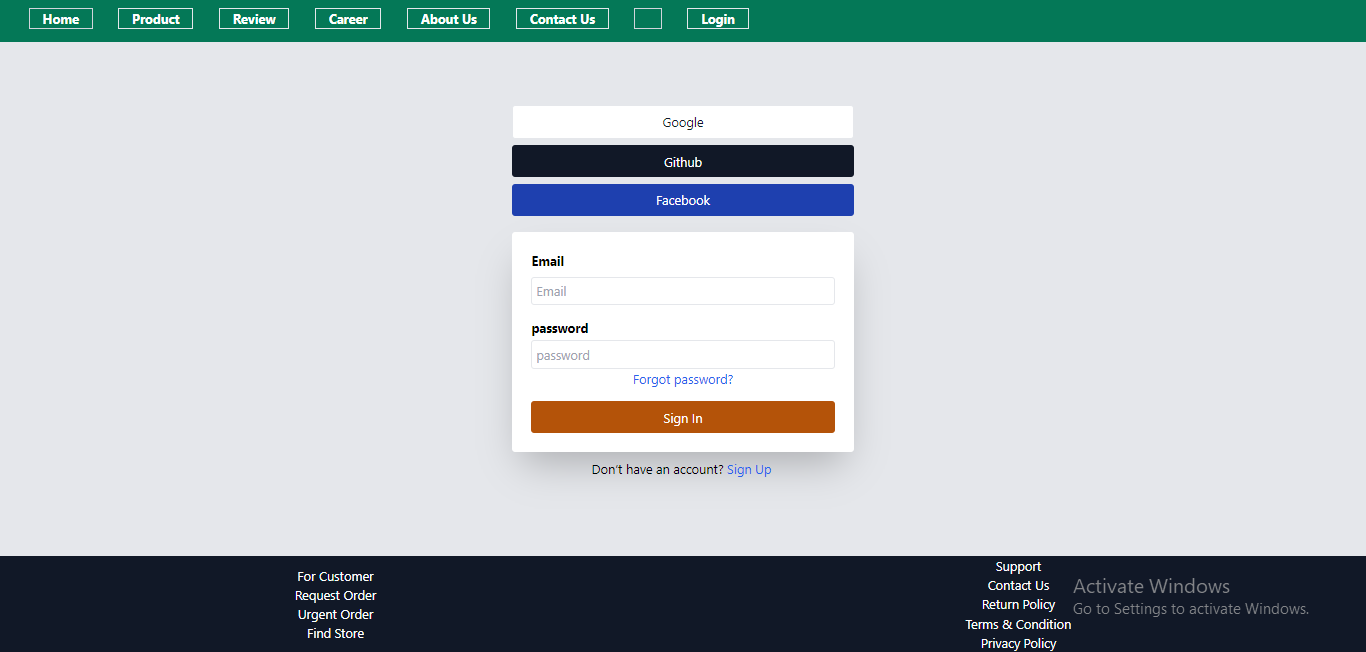 Home Product Review Career About Us Contact Us Login
Google
Github
Facebook
Email
Email
password
password
Forgot password?
Sign In
Don't have an account? Sign Up
For Customer
Request Order
Urgent Order
Find Store
Support
Contact Us
Return Policy
Terms & Condition
Privacy Policy
Activate Windows
Go to Settings to activate Windows.